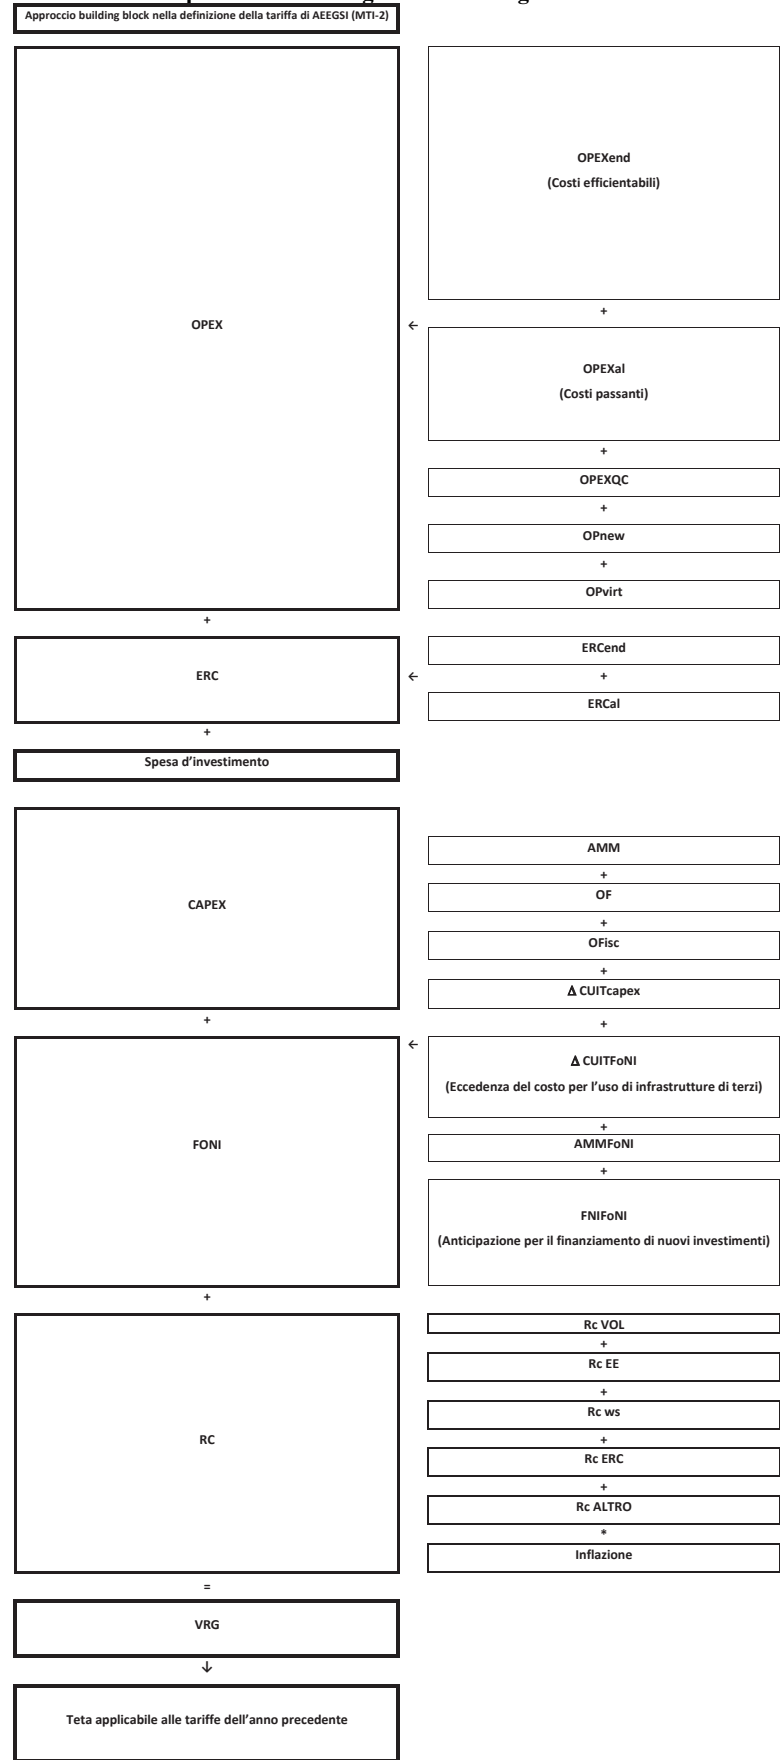 Approccio building block nella definizione della tariffa di AEEGSI (MTI-2)
OPEX
←
OPEXend
(Costi efficientabili)
+
OPEXal
(Costi passanti)
+
OPEXQC
+
OPnew
+
OPvirt
+
ERC
←
ERCend
+
ERCal
+
Spesa d’investimento
CAPEX
AMM
+
OF
+
OFisc
+
Δ CUITcapex
+
+
FONI
←
Δ CUITFoNI
(Eccedenza del costo per l’uso di infrastrutture di terzi)
+
AMMFoNI
+
FNIFoNI
(Anticipazione per il finanziamento di nuovi investimenti)
+
RC
Rc VOL
+
Rc EE
+
Rc ws
+
Rc ERC
+
Rc ALTRO
*
Inflazione
=
VRG
↓
Teta applicabile alle tariffe dell’anno precedente